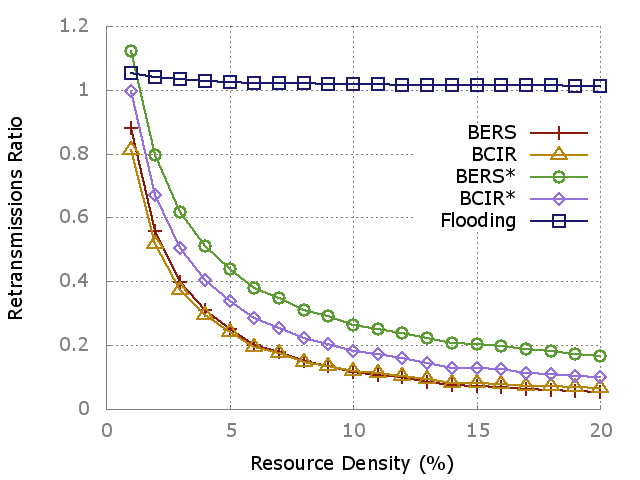 1.2
1
0.8
0.6
0.4
0.2
0
Retransmissions Ratio
BERS
BCIR
BERS*
BCIR*
Flooding
0 5 10 15 20
Resource Density (%)